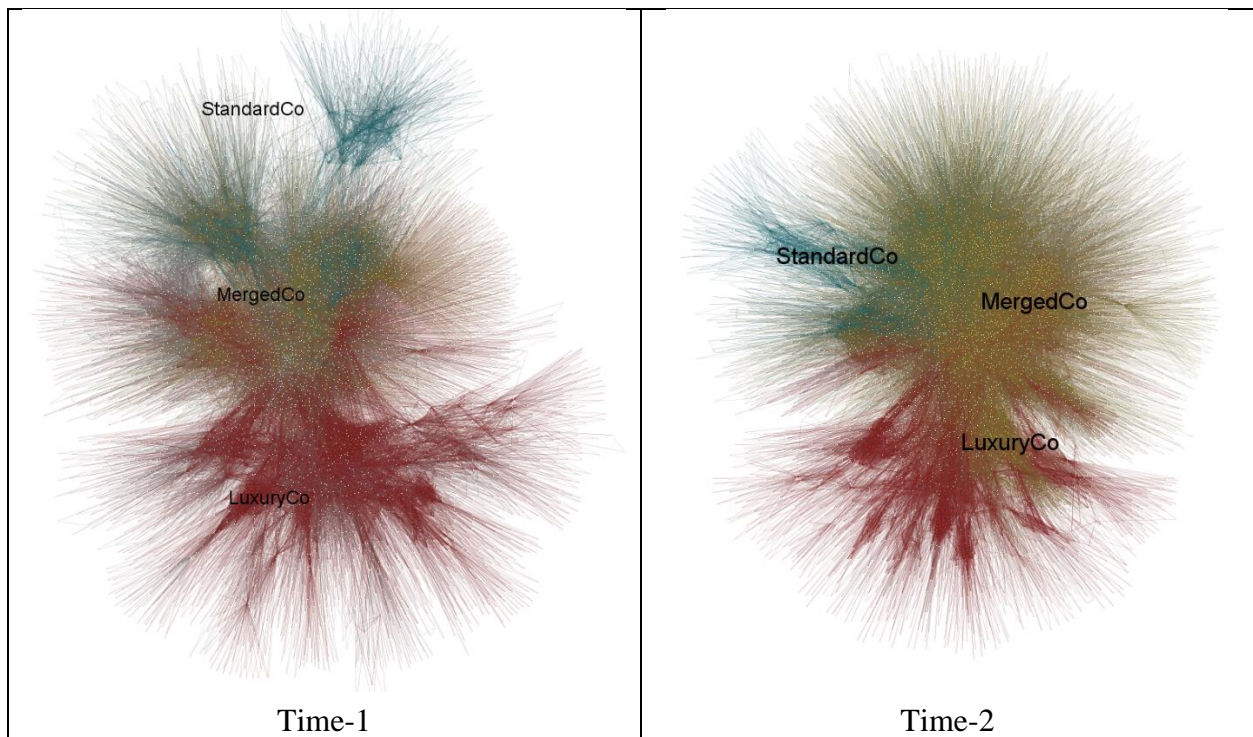 StandardCo
MergedCo
LuxuryCo
Time-1
StandardCo
MergedCo
LuxuryCo
Time-2